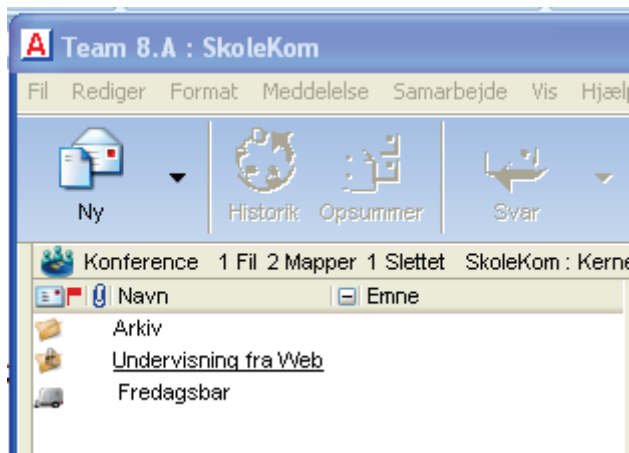 A Team 8.A : SkoleKom
Fil Rediger Format Meddelelse Samarbejde Vis Hjælp
Ny Historik Opsummer Svar
Konference 1 Fil 2 Mapper 1 Slettet SkoleKom : Kerne
Navn Emne
Arkiv
Undervisning fra Web
Fredagsbar